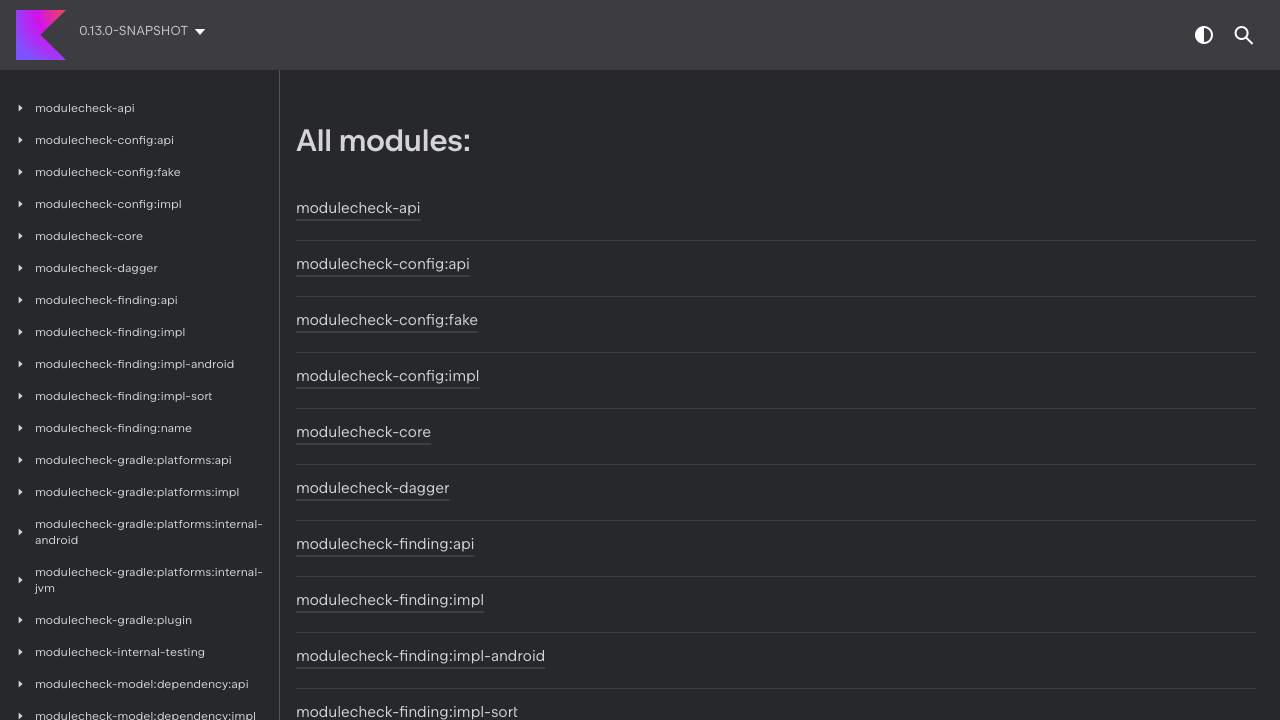 0.13.0-SNAPSHOT
modulecheck-api
modulecheck-config:api
modulecheck-config:fake
modulecheck-config:impl
modulecheck-core
modulecheck-dagger
modulecheck-finding:api
modulecheck-finding:impl
modulecheck-finding:impl-android
modulecheck-finding:impl-sort
modulecheck-finding:name
modulecheck-gradle:platforms:api
modulecheck-gradle:platforms:impl
modulecheck-gradle:platforms:internal-
android
modulecheck-gradle:platforms:internal-
jvm
modulecheck-gradle:plugin
modulecheck-internal-testing
modulecheck-model:dependency:api
modulecheck-model:dependency:impl
All modules:
modulecheck-api
modulecheck-config:api
modulecheck-config:fake
modulecheck-config:impl
modulecheck-core
modulecheck-dagger
modulecheck-finding:api
modulecheck-finding:impl
modulecheck-finding:impl-android
modulecheck-finding:impl-sort